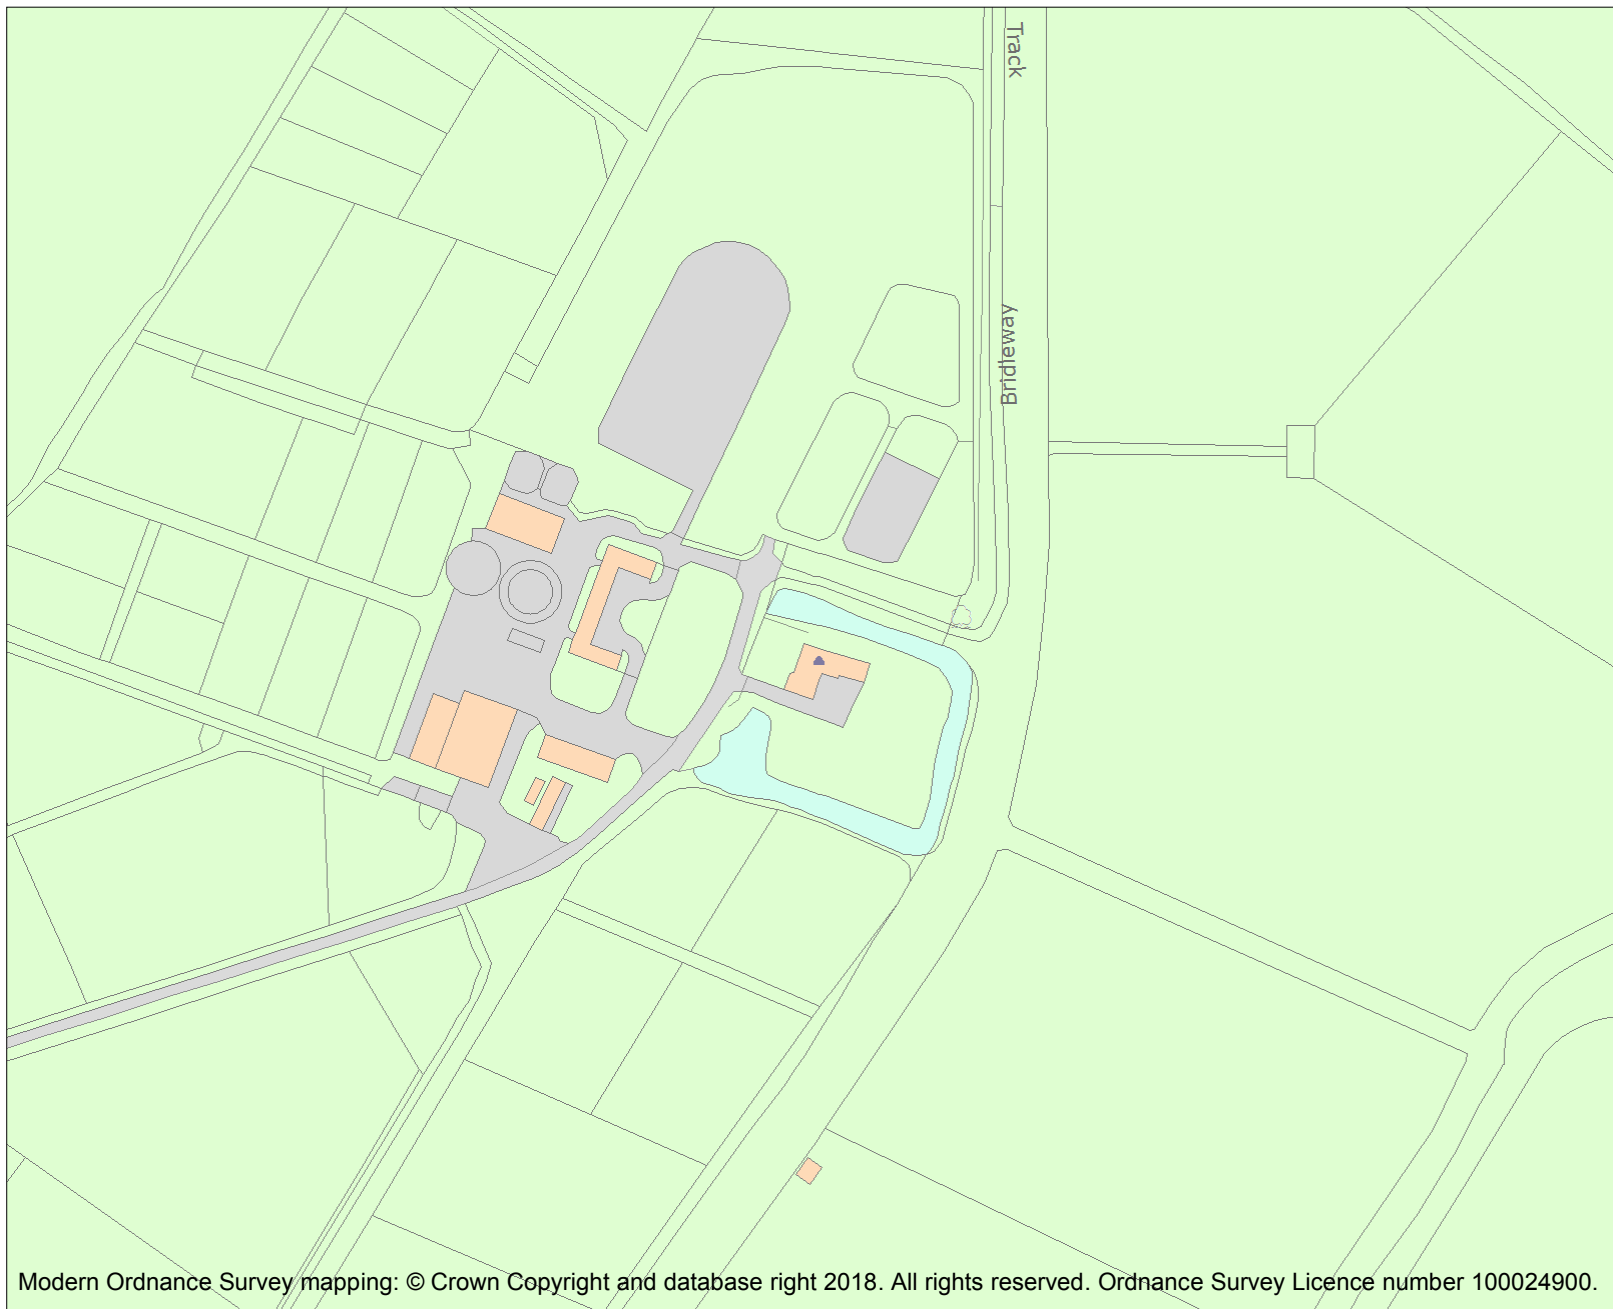 Track
Bridleway
Modern Ordnance Survey mapping: © Crown Copyright and database right 2018. All rights reserved. Ordnance Survey Licence number 100024900.